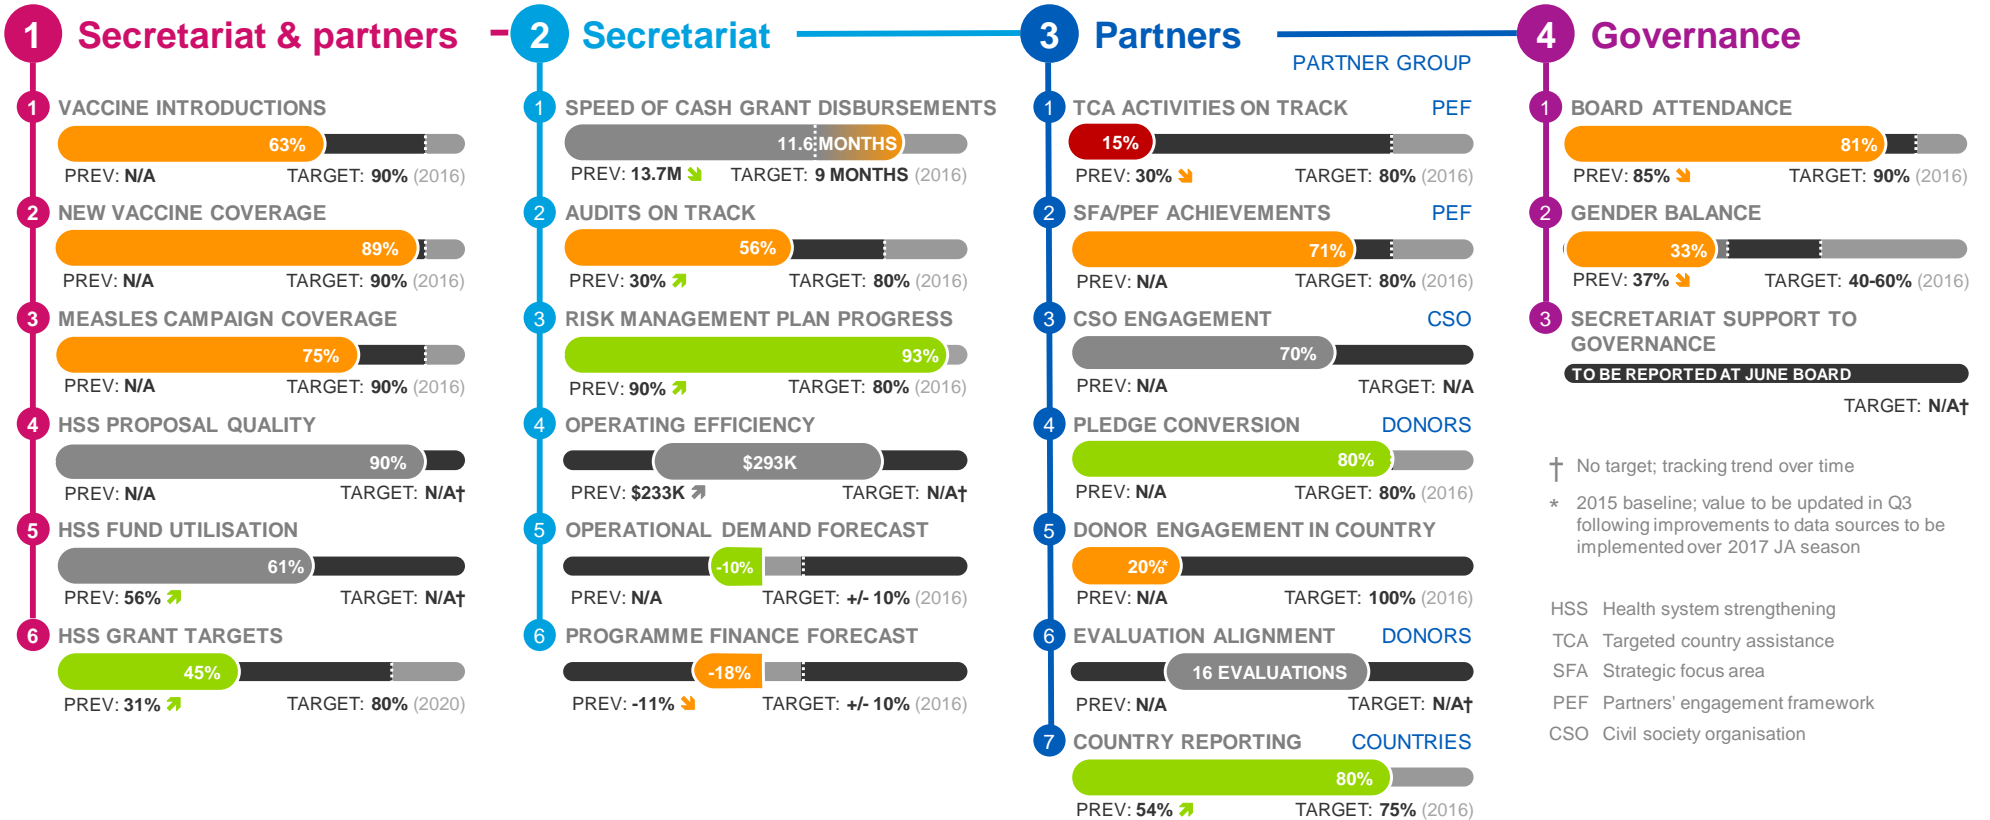 1 Secretariat & partners
1 VACCINE INTRODUCTIONS
63%
PREV: N/A TARGET: 90% (2016)
2 NEW VACCINE COVERAGE
89%
PREV: N/A TARGET: 90% (2016)
3 MEASLES CAMPAIGN COVERAGE
75%
PREV: N/A TARGET: 90% (2016)
4 HSS PROPOSAL QUALITY
90%
PREV: N/A TARGET: N/A†
5 HSS FUND UTILISATION
61%
PREV: 56% TARGET: N/A†
6 HSS GRANT TARGETS
45%
PREV: 31% TARGET: 80% (2020)
2 Secretariat
1 SPEED OF CASH GRANT DISBURSEMENTS
11.6 MONTHS
PREV: 13.7M TARGET: 9 MONTHS (2016)
2 AUDITS ON TRACK
56%
PREV: 30% TARGET: 80% (2016)
3 RISK MANAGEMENT PLAN PROGRESS
93%
PREV: 90% TARGET: 80% (2016)
4 OPERATING EFFICIENCY
$293K
PREV: $233K TARGET: N/A†
5 OPERATIONAL DEMAND FORECAST
-10%
PREV: N/A TARGET: +/- 10% (2016)
6 PROGRAMME FINANCE FORECAST
-18%
PREV: -11% TARGET: +/- 10% (2016)
3 Partners
PARTNER GROUP
1 TCA ACTIVITIES ON TRACK PEF
15%
PREV: 30% TARGET: 80% (2016)
2 SFA/PEF ACHIEVEMENTS PEF
71%
PREV: N/A TARGET: 80% (2016)
3 CSO ENGAGEMENT CSO
70%
PREV: N/A TARGET: N/A
4 PLEDGE CONVERSION DONORS
80%
PREV: N/A TARGET: 80% (2016)
5 DONOR ENGAGEMENT IN COUNTRY
20%*
PREV: N/A TARGET: 100% (2016)
6 EVALUATION ALIGNMENT DONORS
16 EVALUATIONS
PREV: N/A TARGET: N/A†
7 COUNTRY REPORTING COUNTRIES
80%
PREV: 54% TARGET: 75% (2016)
4 Governance
1 BOARD ATTENDANCE
81%
PREV: 85% TARGET: 90% (2016)
2 GENDER BALANCE
33%
PREV: 37% TARGET: 40-60% (2016)
3 SECRETARIAT SUPPORT TO
GOVERNANCE
TO BE REPORTED AT JUNE BOARD
TARGET: N/A†
† No target; tracking trend over time
* 2015 baseline; value to be updated in Q3
following improvements to data sources to be
implemented over 2017 JA season
HSS Health system strengthening
TCA Targeted country assistance
SFA Strategic focus area
PEF Partners' engagement framework
CSO Civil society organisation